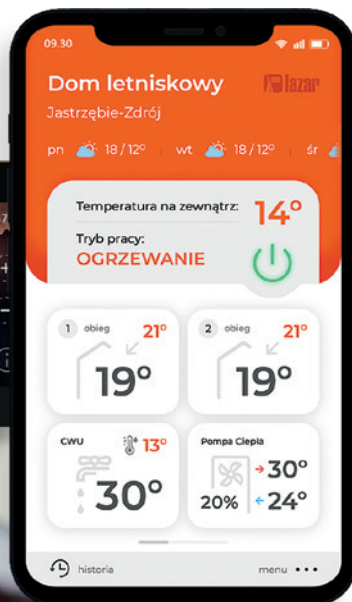 09.30
Dom letniskowy
lazar
Jastrzębie-Zdrój
pn 18/12° wt 18/12° śr
Temperatura na zewnątrz: 14°
Tryb pracy:
OGRZEWANIE
1 obieg 21°
19°
2 obieg 21°
19°
CWU 13°
30°
Pompa Ciepła
30°
20% 24°
historia
menu